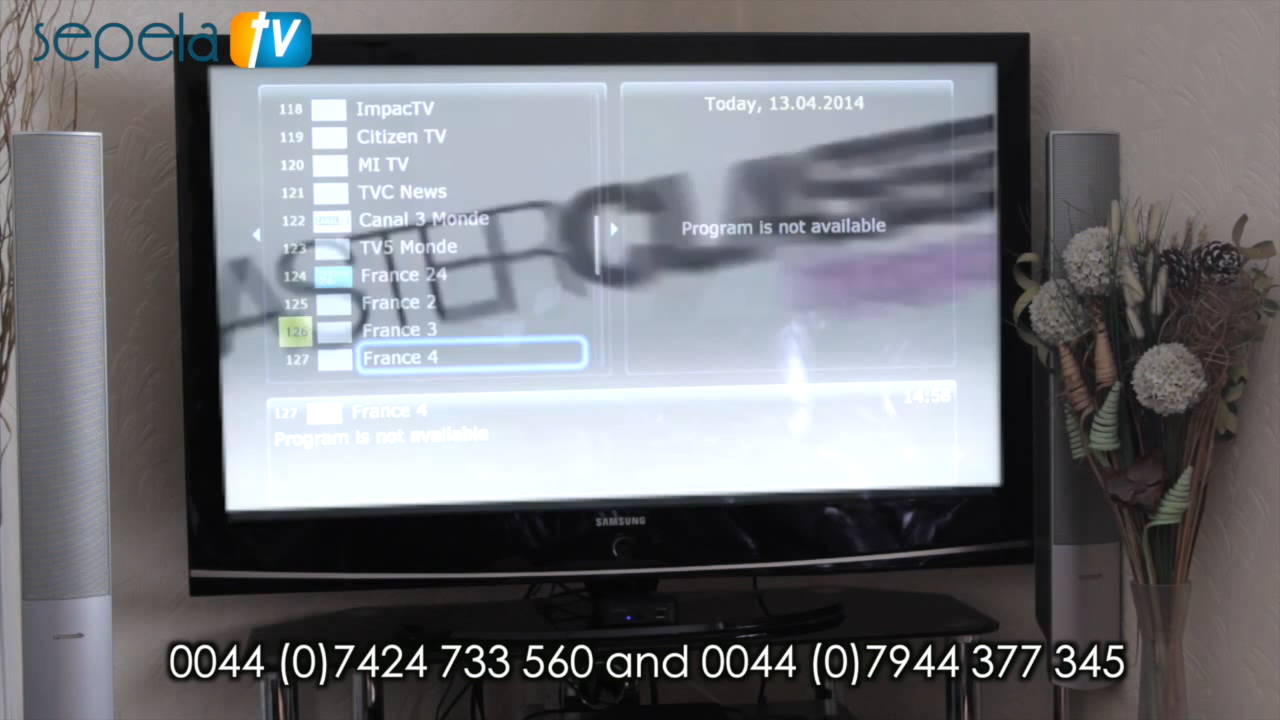 sepela tv
118 ImpacTV
119 Citizen TV
120 MI TV
121 TVC News
122 Canal 3 Monde
123 TV5 Monde
124 France 24
125 France 2
126 France 3
127 France 4
Today, 13.04.2014
Program is not available
127 France 4
14:58
Program is not available
SAMSUNG
0044 (0)7424 733 560 and 0044 (0)7944 377 345